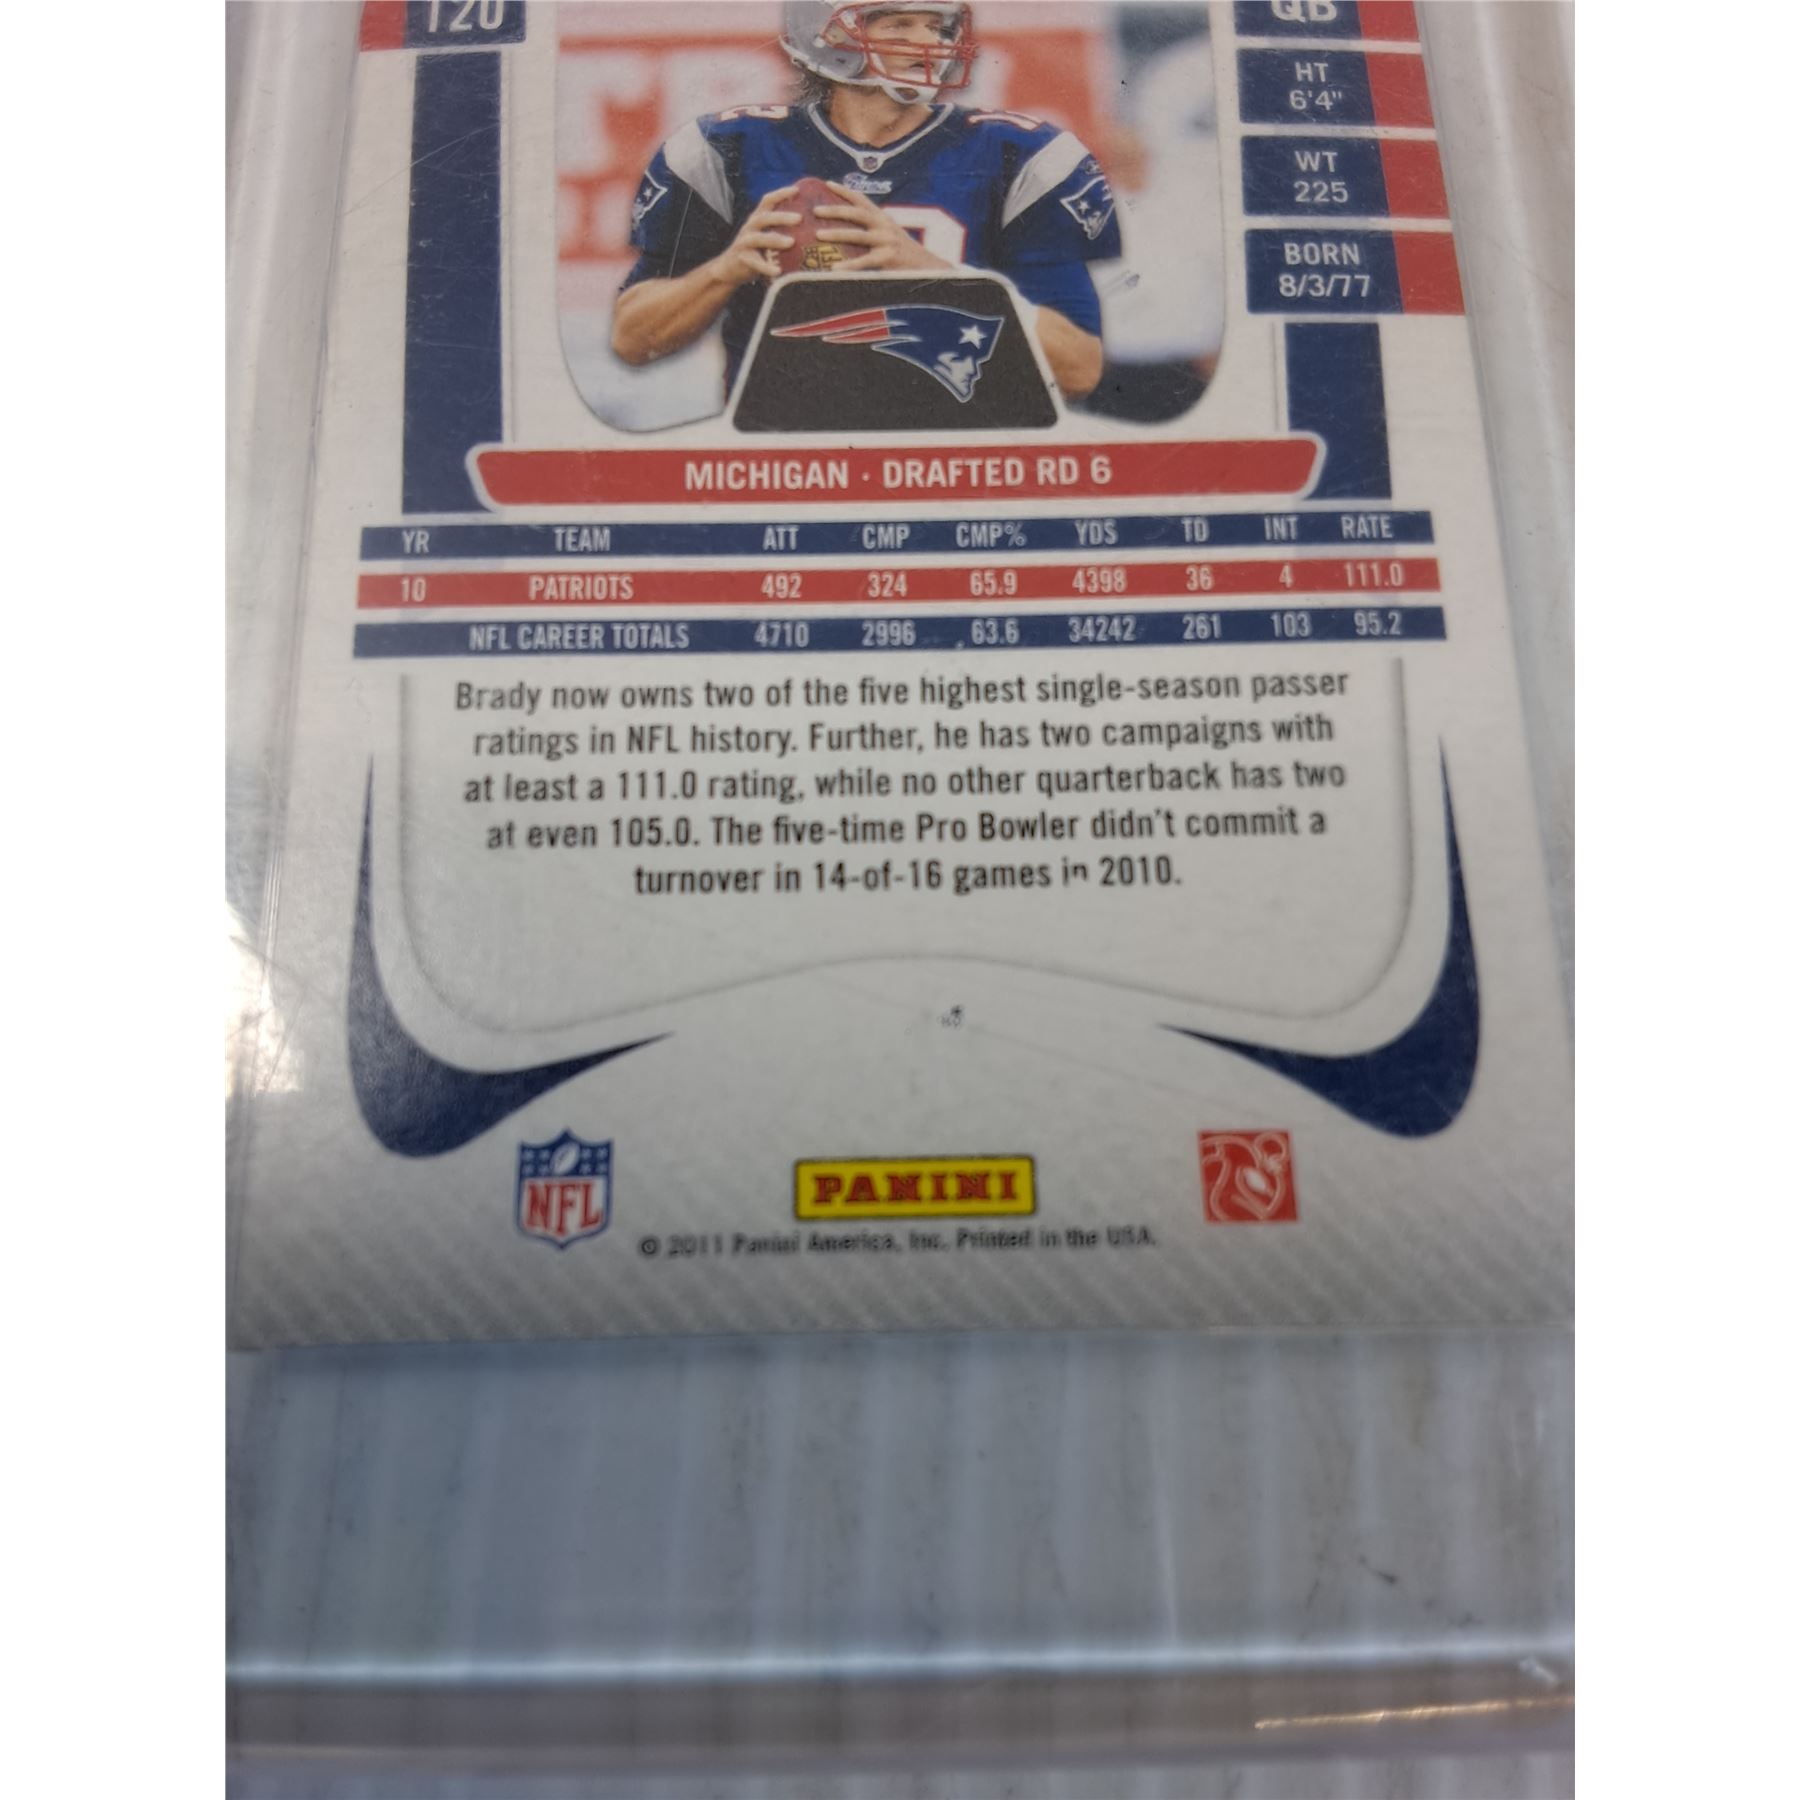 120
QB
HT
6'4"
WT
225
BORN
8/3/77
MICHIGAN · DRAFTED RD 6
YR TEAM ATT CMP CMP% YDS TD INT RATE
10 PATRIOTS 492 324 65.9 4398 36 4 111.0
NFL CAREER TOTALS 4710 2996 63.6 34242 261 103 95.2
Brady now owns two of the five highest single-season passer
ratings in NFL history. Further, he has two campaigns with
at least a 111.0 rating, while no other quarterback has two
at even 105.0. The five-time Pro Bowler didn't commit a
turnover in 14-of-16 games in 2010.
NFL
PANINI
© 2011 Panini America, Inc. Printed in the USA.